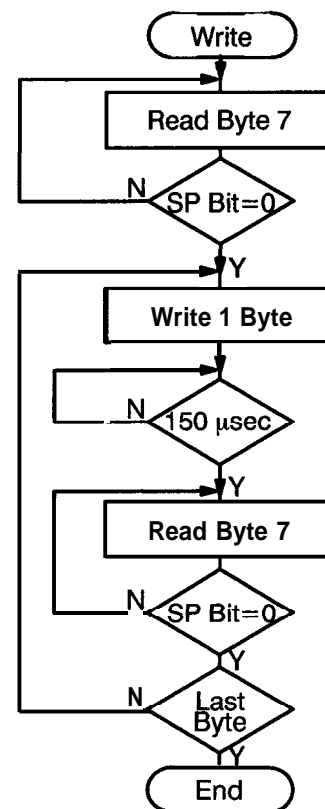 Write
Read Byte 7
N
SP Bit=0
Y
Write 1 Byte
N
150 µsec
Y
Read Byte 7
N
SP Bit=0
Y
N
Last
Byte
Y
End